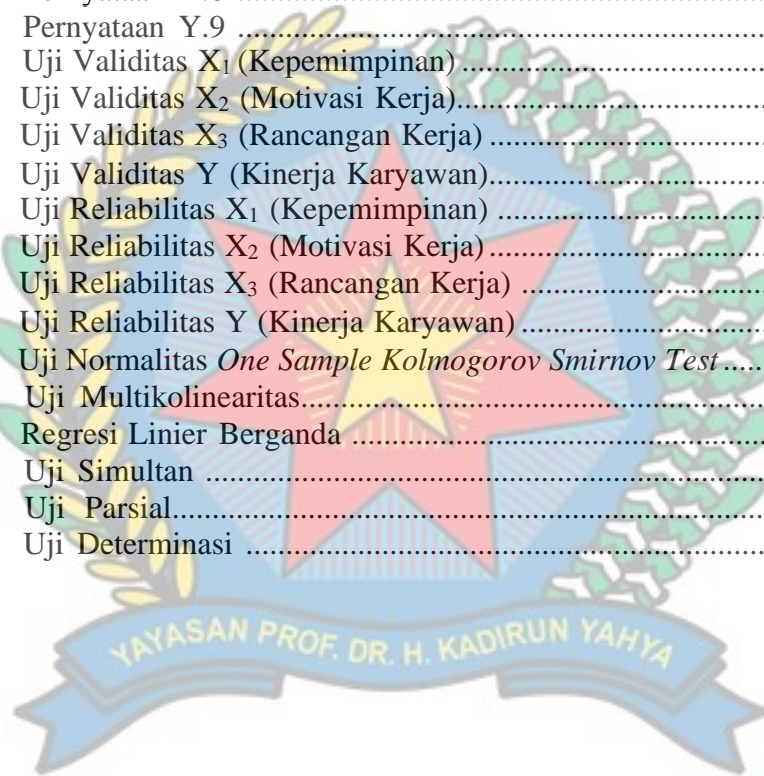 Pernyataan Y.9 ..........................................................................
Uji Validitas X₁ (Kepemimpinan) ..........................................
Uji Validitas X₂ (Motivasi Kerja)..........................................
Uji Validitas X₃ (Rancangan Kerja) ......................................
Uji Validitas Y (Kinerja Karyawan)......................................
Uji Reliabilitas X₁ (Kepemimpinan) .....................................
Uji Reliabilitas X₂ (Motivasi Kerja) ......................................
Uji Reliabilitas X₃ (Rancangan Kerja) ..................................
Uji Reliabilitas Y (Kinerja Karyawan) ..................................
Uji Normalitas One Sample Kolmogorov Smirnov Test .....
Uji Multikolinearitas..............................................................
Regresi Linier Berganda ........................................................
Uji Simultan ...........................................................................
Uji Parsial................................................................................
Uji Determinasi ......................................................................
YAYASAN PROF. DR. H. KADIRUN YAHYA